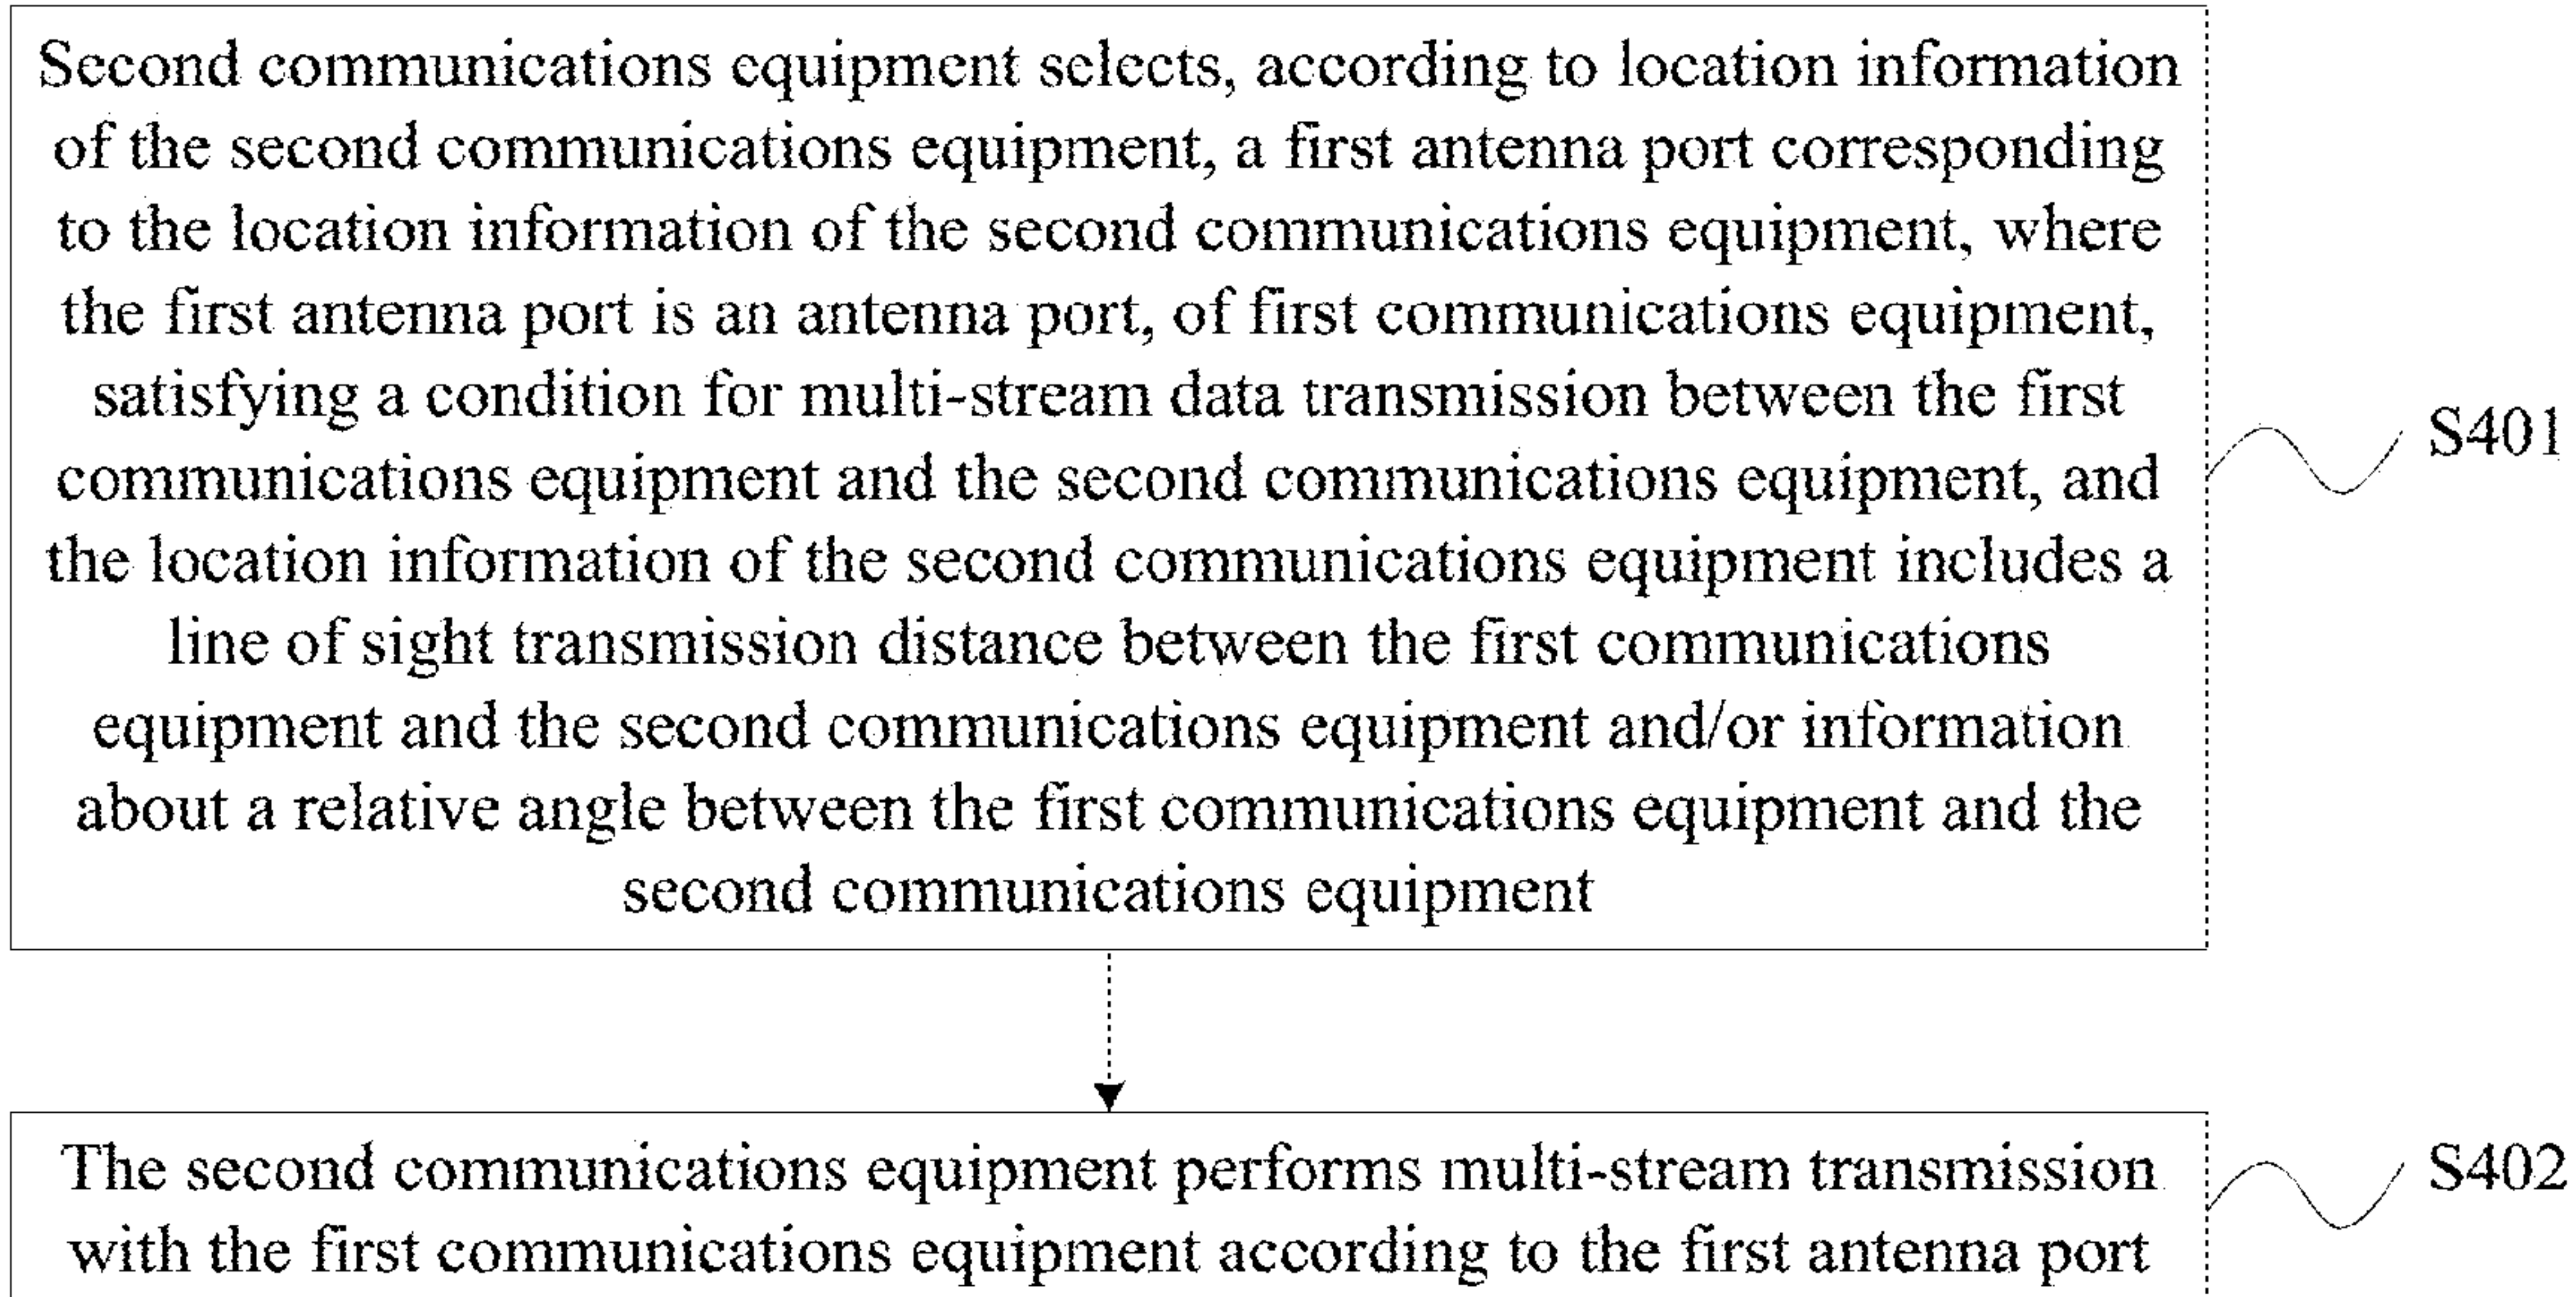 Second communications equipment selects, according to location information
of the second communications equipment, a first antenna port corresponding
to the location information of the second communications equipment, where
the first antenna port is an antenna port, of first communications equipment,
satisfying a condition for multi-stream data transmission between the first
communications equipment and the second communications equipment, and
the location information of the second communications equipment includes a
line of sight transmission distance between the first communications
equipment and the second communications equipment and/or information
about a relative angle between the first communications equipment and the
second communications equipment
S401
The second communications equipment performs multi-stream transmission
with the first communications equipment according to the first antenna port
S402